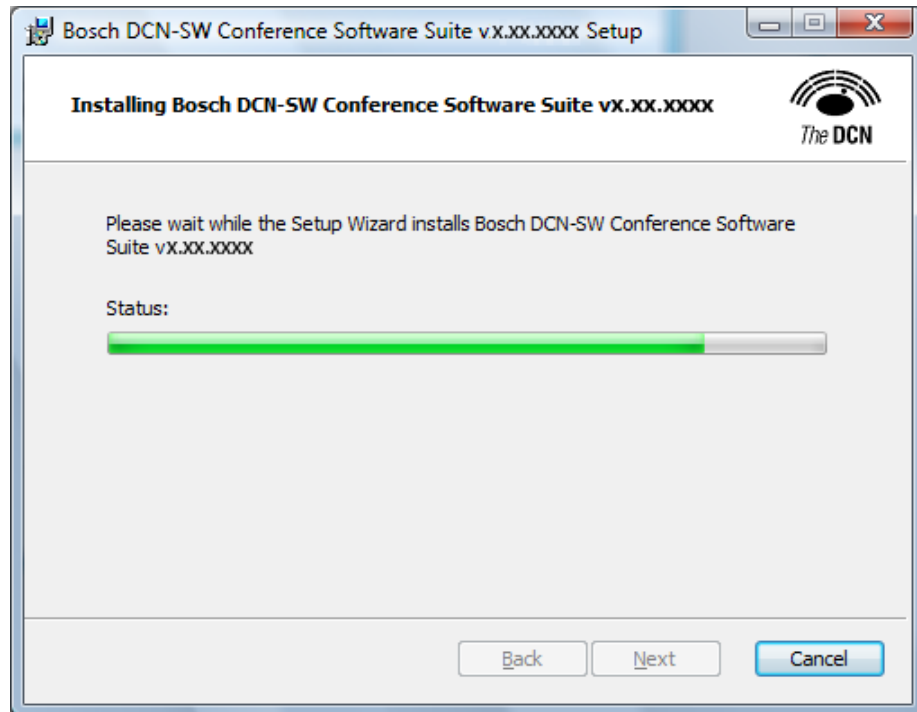 Bosch DCN-SW Conference Software Suite vX.XX.XXXX Setup
Installing Bosch DCN-SW Conference Software Suite vX.XX.XXXX
The DCN
Please wait while the Setup Wizard installs Bosch DCN-SW Conference Software
Suite vX.XX.XXXX
Status:
Back Next Cancel